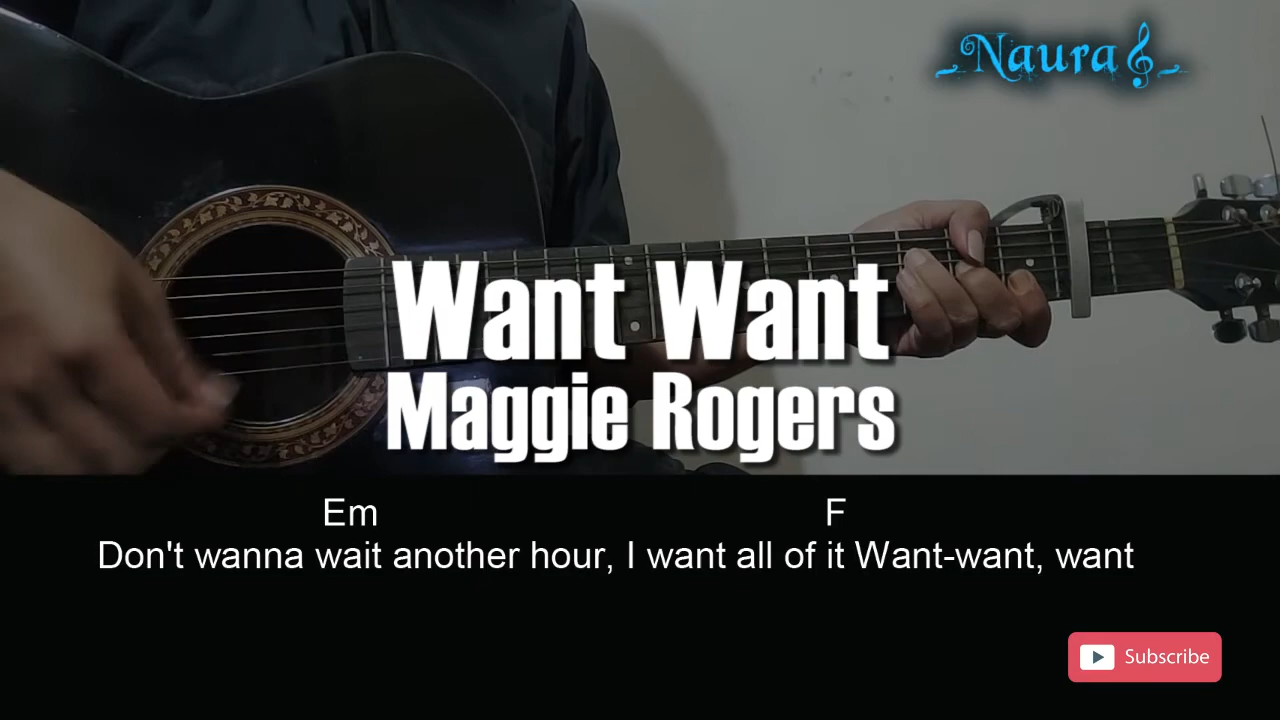 Naura
Want Want
Maggie Rogers
Em F
Don't wanna wait another hour, I want all of it Want-want, want
Subscribe